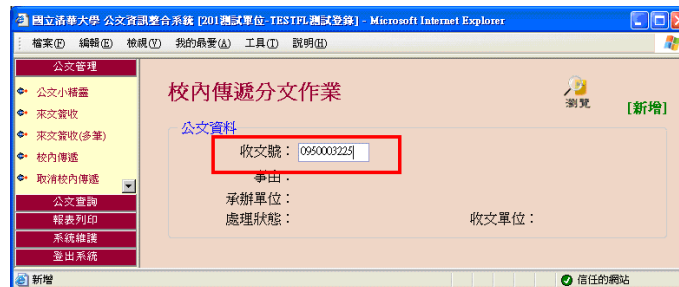 國立清華大學 公文資訊整合系統 [201測試單位-TESTFL測試登錄] - Microsoft Internet Explorer
檔案(F) 編輯(E) 檢視(V) 我的最愛(A) 工具(T) 說明(H)
公文管理
公文小精靈
來文簽收
來文簽收(多筆)
校內傳遞
取消校內傳遞
公文查詢
報表列印
系統維護
登出系統
校內傳遞分文作業
瀏覽
[新增]
公文資料
收文號： 0950003225
事由：
承辦單位：
處理狀態： 收文單位：
新增 信任的網站